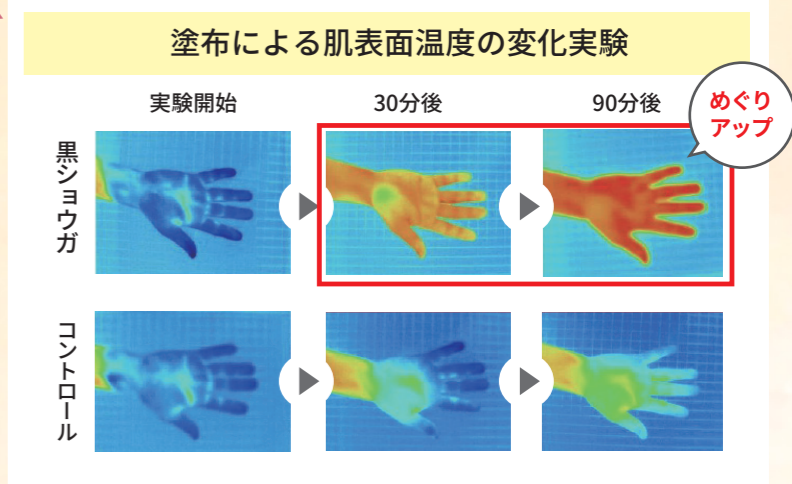 塗布による肌表面温度の変化実験
実験開始
30分後
90分後
めぐり
アップ
黒ショウガ
コントロール